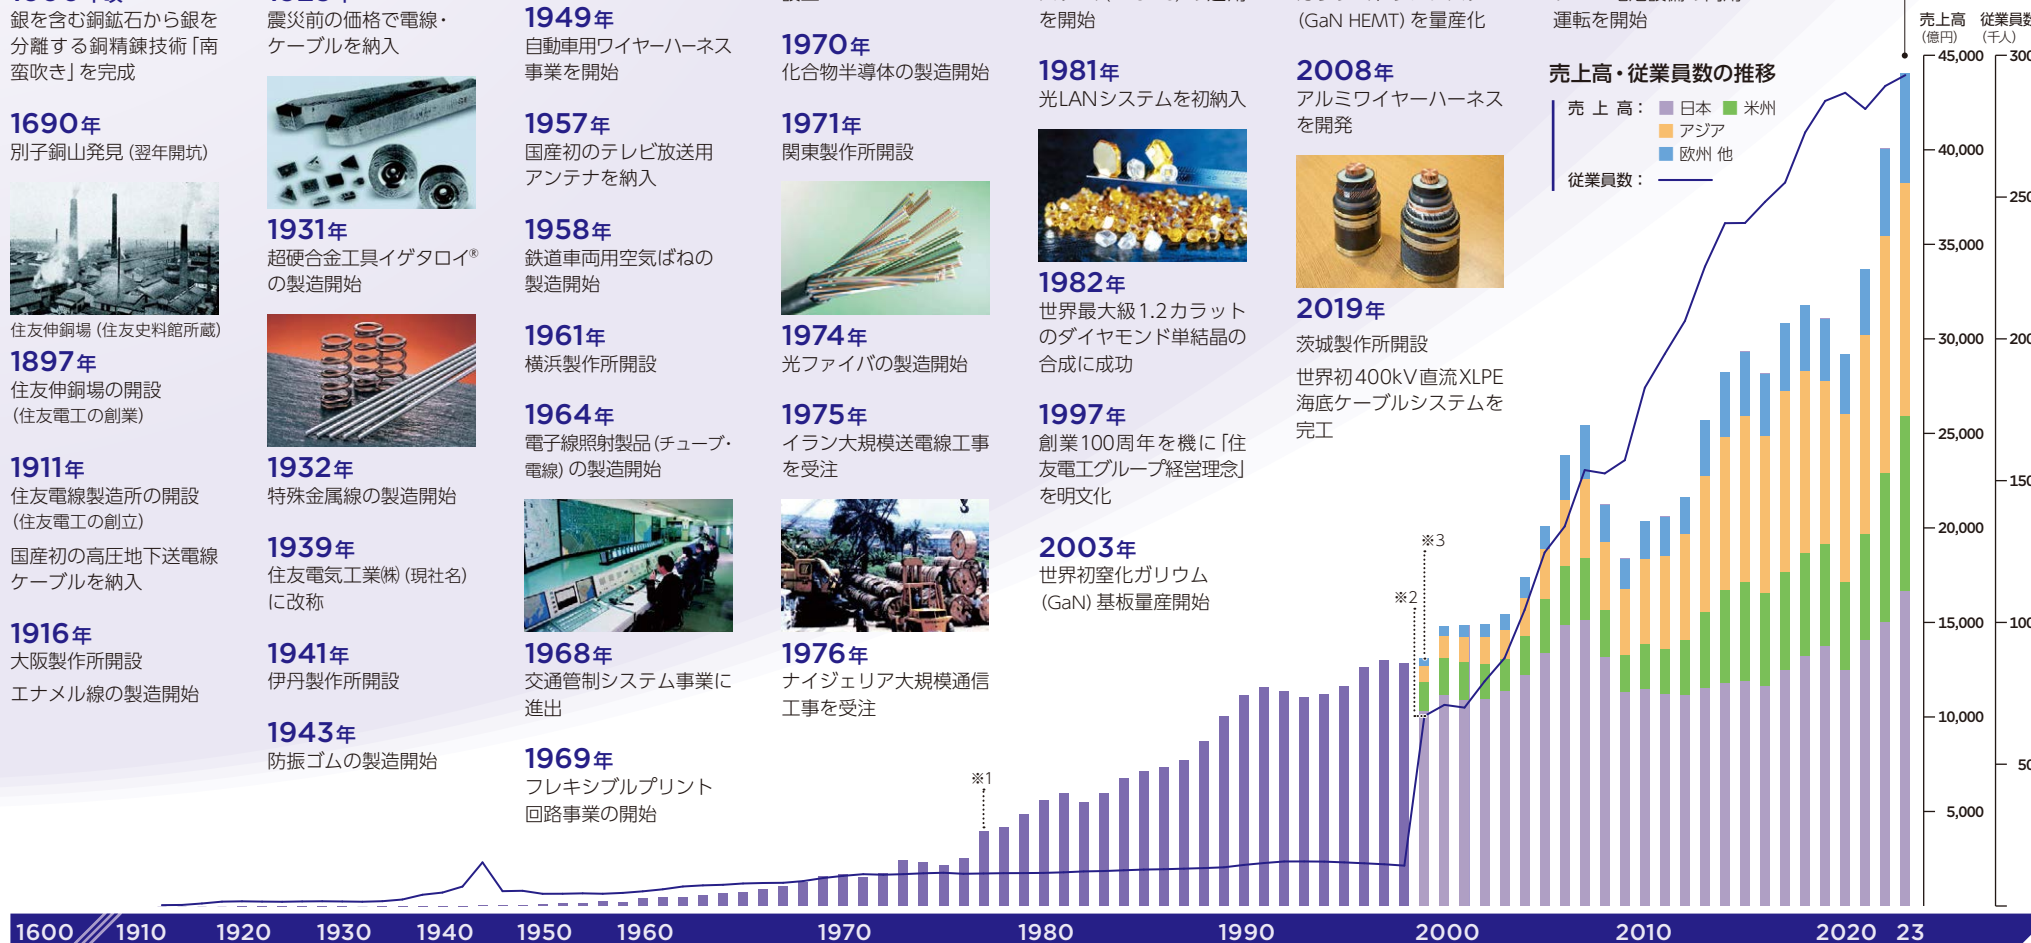 銀を含む銅鉱石から銀を
分離する銅精錬技術「南
蛮吹き」を完成
1690年
別子銅山発見（翌年開坑）
住友伸銅場（住友史料館所蔵）
1897年
住友伸銅場の開設
（住友電工の創業）
1911年
住友電線製造所の開設
（住友電工の創立）
国産初の高圧地下送電線
ケーブルを納入
1916年
大阪製作所開設
エナメル線の製造開始
震災前の価格で電線・
ケーブルを納入
1931年
超硬合金工具イゲタロイ®
の製造開始
1932年
特殊金属線の製造開始
1939年
住友電気工業㈱（現社名）
に改称
1941年
伊丹製作所開設
1943年
防振ゴムの製造開始
1949年
自動車用ワイヤーハーネス
事業を開始
1957年
国産初のテレビ放送用
アンテナを納入
1958年
鉄道車両用空気ばねの
製造開始
1961年
横浜製作所開設
1964年
電子線照射製品（チューブ・
電線）の製造開始
1968年
交通管制システム事業に
進出
1969年
フレキシブルプリント
回路事業の開始
1970年
化合物半導体の製造開始
1971年
関東製作所開設
1974年
光ファイバの製造開始
1975年
イラン大規模送電線工事
を受注
1976年
ナイジェリア大規模通信
工事を受注
を開始
1981年
光LANシステムを初納入
1982年
世界最大級1.2カラット
のダイヤモンド単結晶の
合成に成功
1997年
創業100周年を機に「住
友電工グループ経営理念」
を明文化
2003年
世界初窒化ガリウム
（GaN）基板量産開始
（GaN HEMT）を量産化
2008年
アルミワイヤーハーネス
を開発
2019年
茨城製作所開設
世界初400kV直流XLPE
海底ケーブルシステムを
完工
運転を開始
売上高・従業員数の推移
売上高： 日本 米州
アジア
欧州 他
従業員数：
売上高 従業員数
（億円） （千人）
45,000 300
40,000
250
35,000
30,000 200
25,000
150
20,000
15,000 100
10,000
50
5,000
※1
※2
※3
1600 1910 1920 1930 1940 1950 1960 1970 1980 1990 2000 2010 2020 23